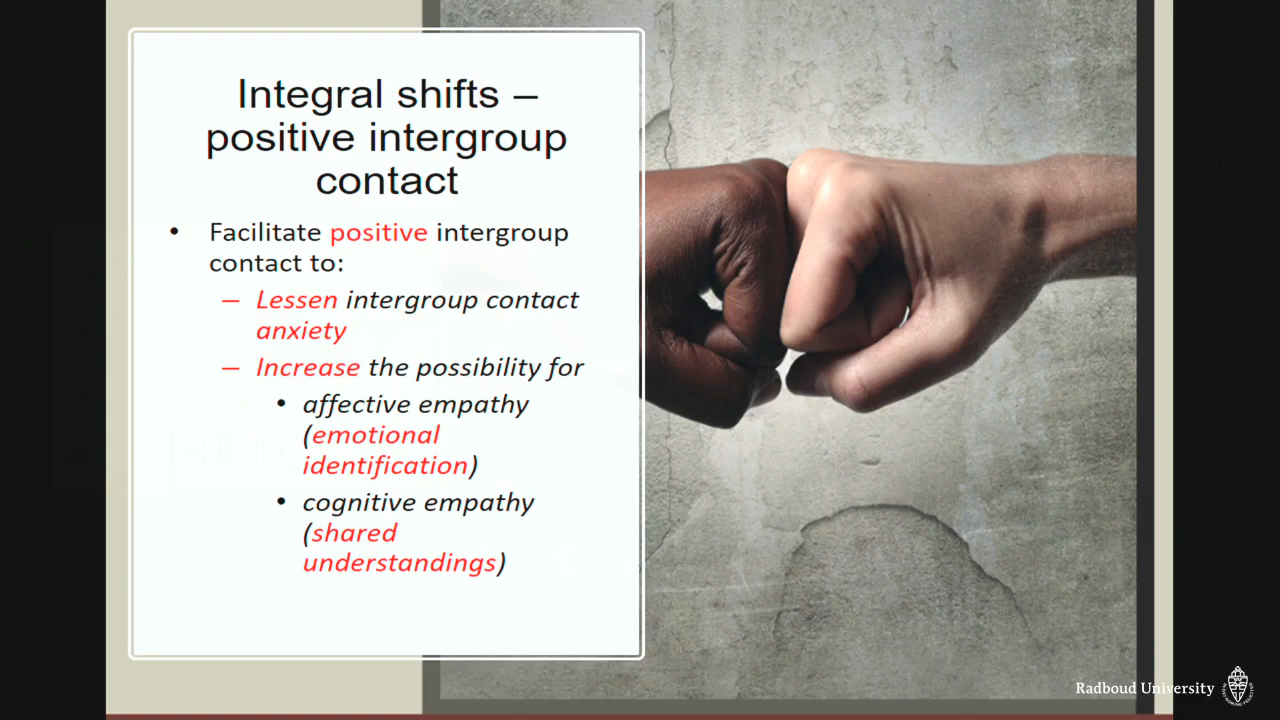 Integral shifts –
positive intergroup
contact
• Facilitate positive intergroup
contact to:
– Lessen intergroup contact
anxiety
– Increase the possibility for
• affective empathy
(emotional
identification)
• cognitive empathy
(shared
understandings)
Radboud University